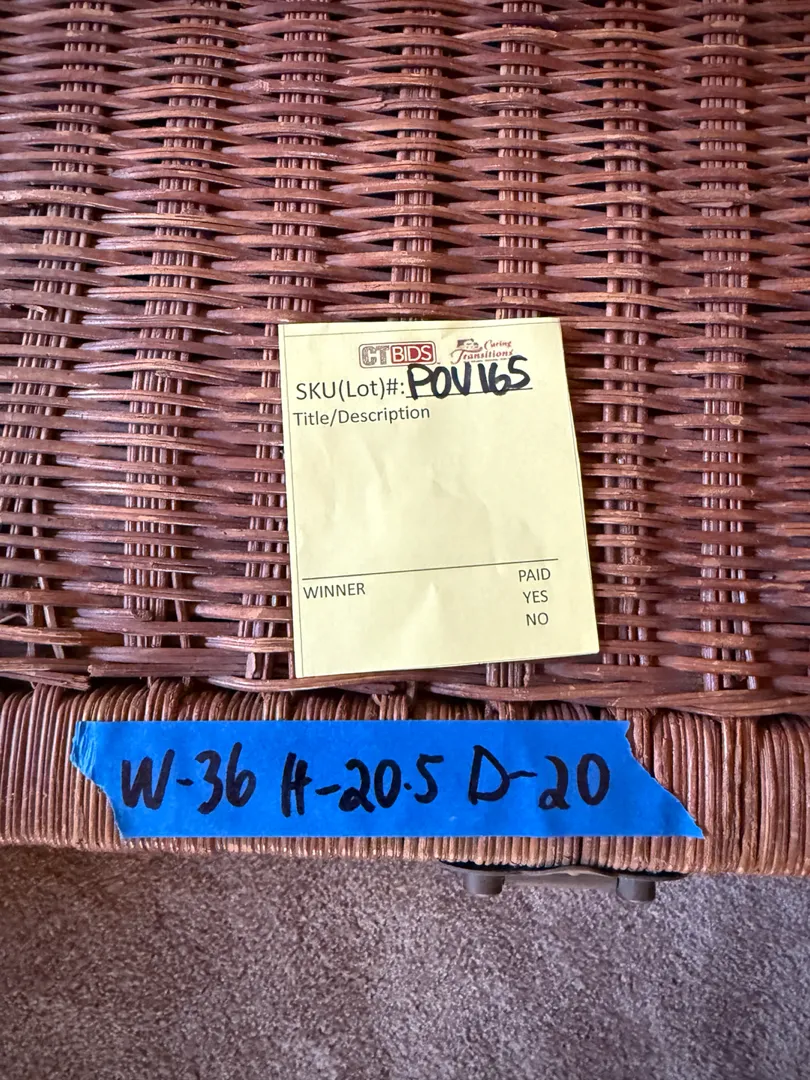 CTBIDS Caring Transitions
SKU(Lot)#: POV165
Title/Description
WINNER PAID
YES
NO
W-36 H-20.5 D-20